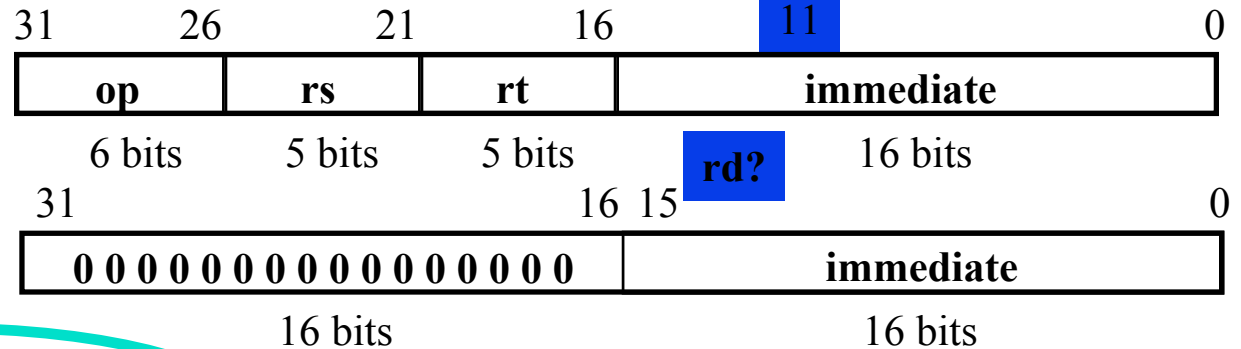 31 26 21 16 11 0
op rs rt immediate
6 bits 5 bits 5 bits rd? 16 bits
31 16 15 0
0 0 0 0 0 0 0 0 0 0 0 0 0 0 0 0 immediate
16 bits 16 bits